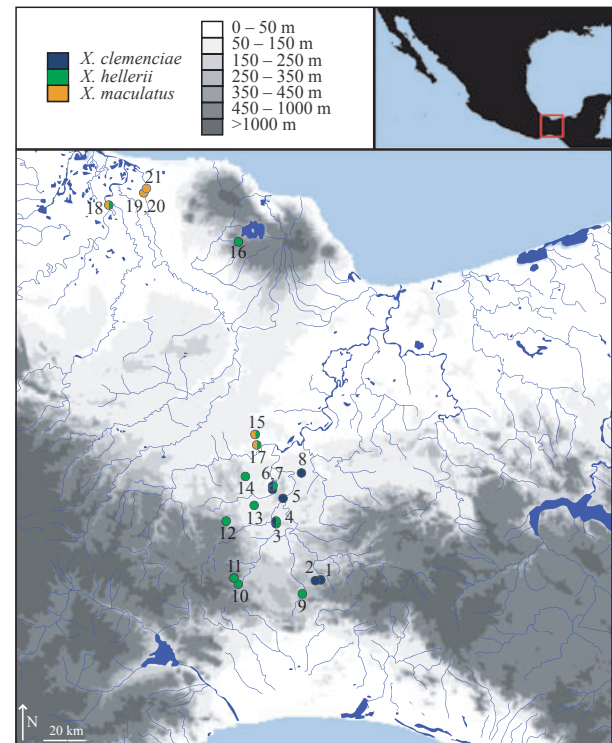 X. clemenciae
X. hellerii
X. maculatus
0 – 50 m
50 – 150 m
150 – 250 m
250 – 350 m
350 – 450 m
450 – 1000 m
>1000 m
21
18
19,20
16
15
17
8
6
7
14
5
13
4
12
3
11
2
1
10
9
N
20 km